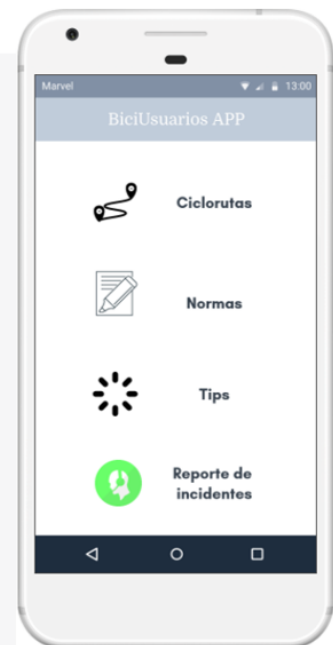 Marvel 13:00
BiciUsuarios APP
Ciclorutas
Normas
Tips
Reporte de
incidentes